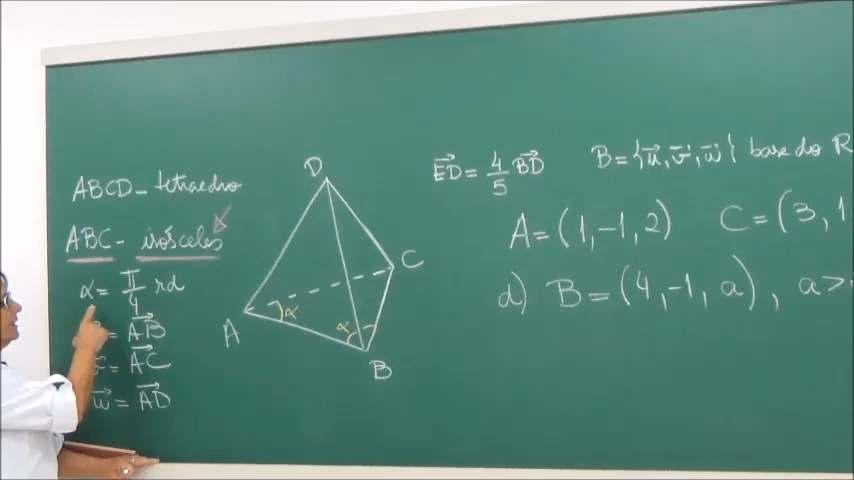 ABCD - tetraedro
ABC - isósceles
α = π/4 rd
= AB→
= AC→
w→ = AD→
D
C
A
B
α
α
ED→ = 4/5 BD→
B = {u→, v→, w→} base do R
A = (1, -1, 2)
C = (3, 1
d) B = (4, -1, a), a >